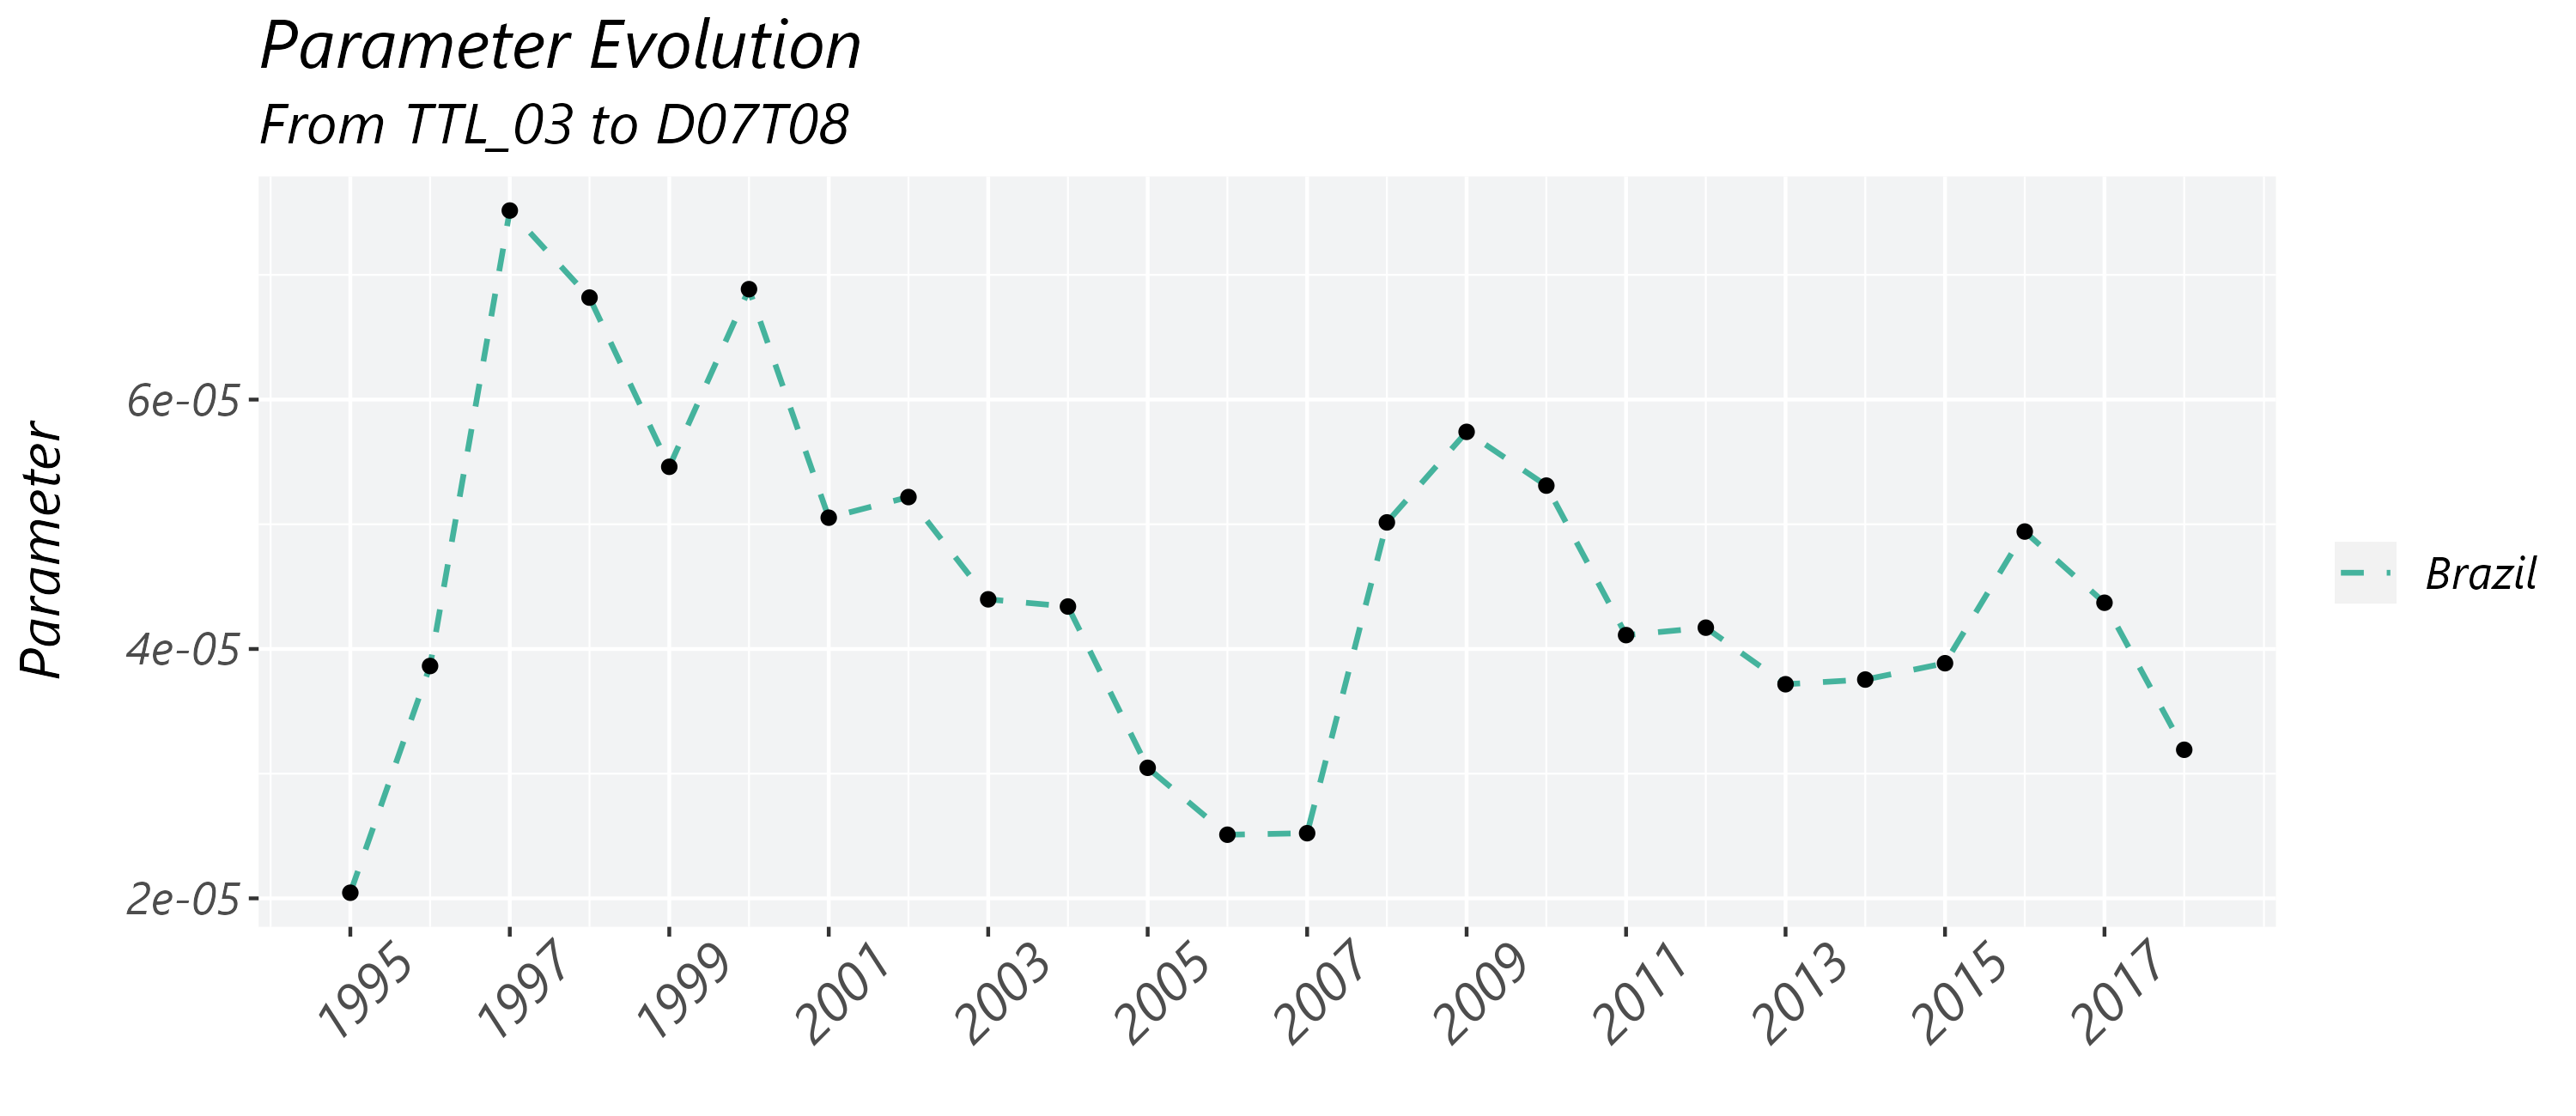 Parameter Evolution
From TTL_03 to D07T08
Parameter
6e-05
4e-05
2e-05
1995
1997
1999
2001
2003
2005
2007
2009
2011
2013
2015
2017
Brazil